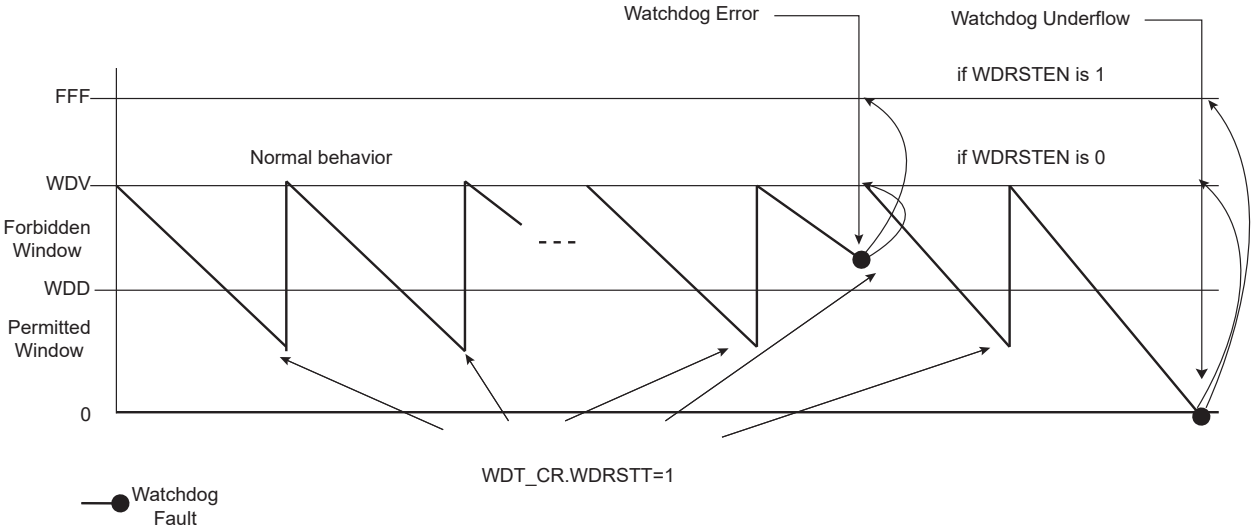 Watchdog Error
Watchdog Underflow
if WDRSTEN is 1
FFF
Normal behavior
if WDRSTEN is 0
WDV
Forbidden
Window
WDD
Permitted
Window
0
WDT_CR.WDRSTT=1
Watchdog
Fault